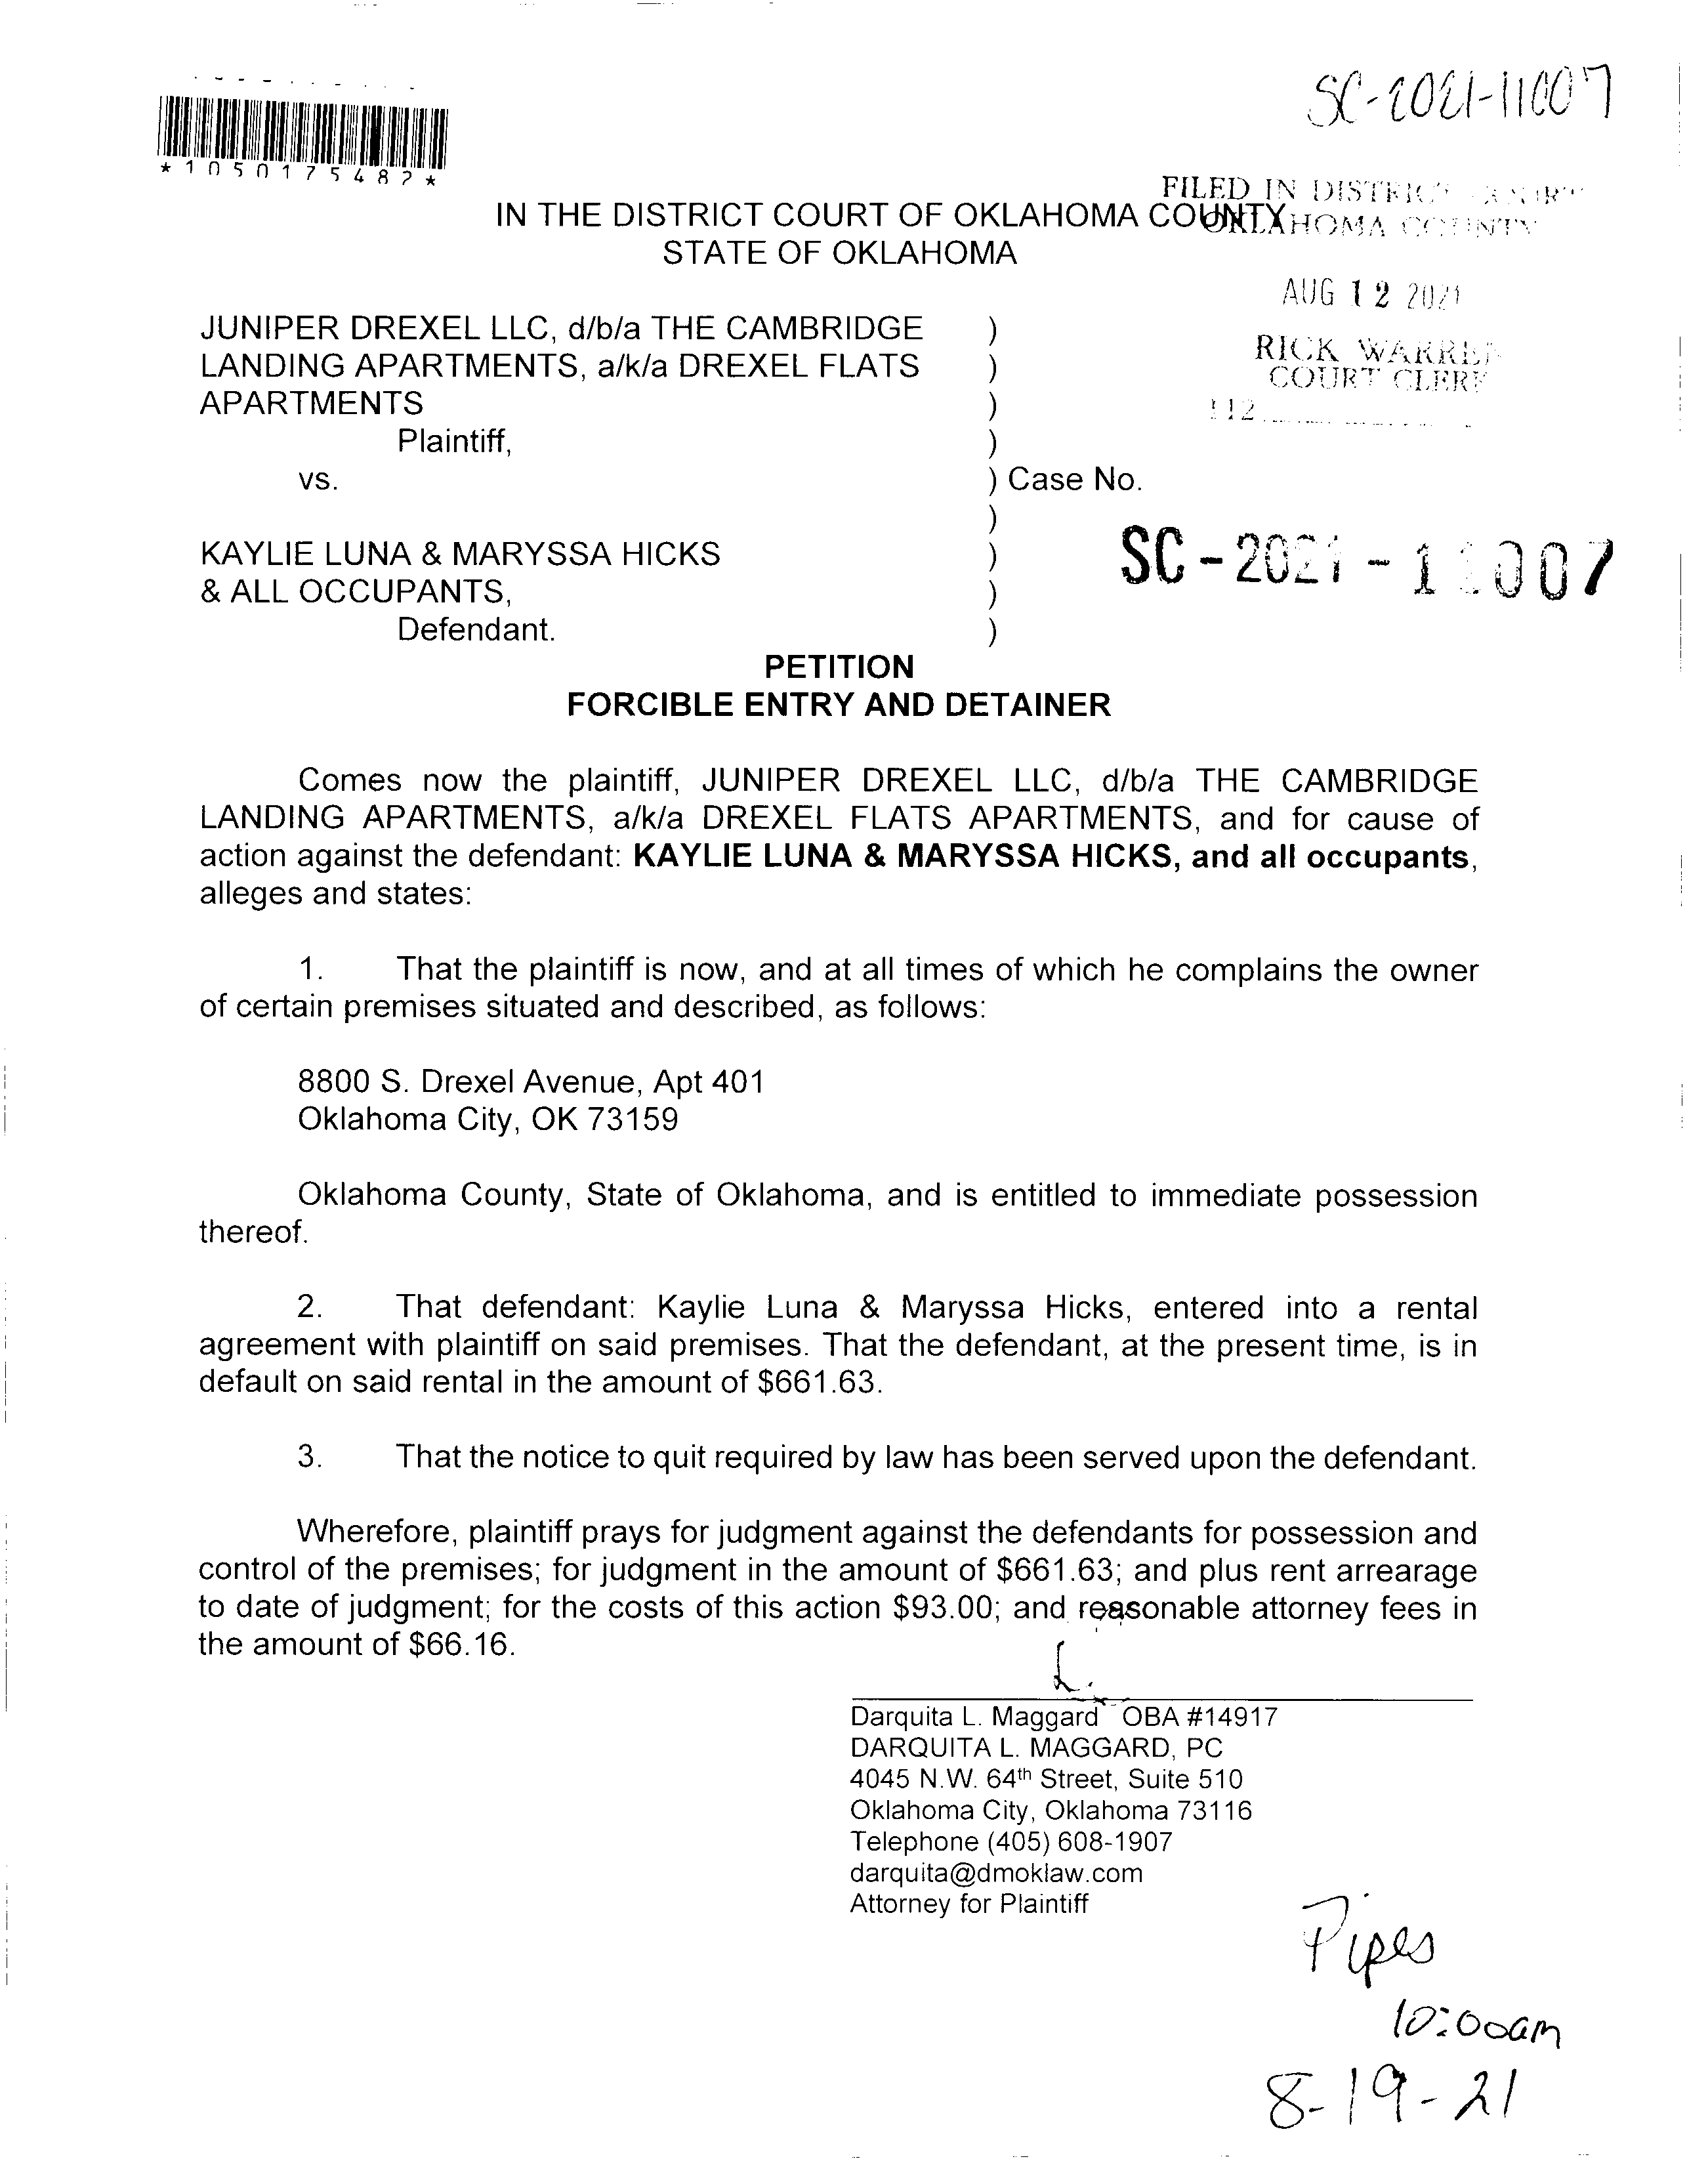 SC-2021-11007
*1050175482*
FILED IN DISTRICT COURT
OKLAHOMA COUNTY
IN THE DISTRICT COURT OF OKLAHOMA COUNTY
STATE OF OKLAHOMA
AUG 12 2021
RICK WARREN
COURT CLERK
112
JUNIPER DREXEL LLC, d/b/a THE CAMBRIDGE )
LANDING APARTMENTS, a/k/a DREXEL FLATS )
APARTMENTS )
Plaintiff, )
vs. ) Case No.
)
KAYLIE LUNA & MARYSSA HICKS )
& ALL OCCUPANTS, )
Defendant. )
SC-2021-11007
PETITION
FORCIBLE ENTRY AND DETAINER
Comes now the plaintiff, JUNIPER DREXEL LLC, d/b/a THE CAMBRIDGE
LANDING APARTMENTS, a/k/a DREXEL FLATS APARTMENTS, and for cause of
action against the defendant: KAYLIE LUNA & MARYSSA HICKS, and all occupants,
alleges and states:
1. That the plaintiff is now, and at all times of which he complains the owner
of certain premises situated and described, as follows:
8800 S. Drexel Avenue, Apt 401
Oklahoma City, OK 73159
Oklahoma County, State of Oklahoma, and is entitled to immediate possession
thereof.
2. That defendant: Kaylie Luna & Maryssa Hicks, entered into a rental
agreement with plaintiff on said premises. That the defendant, at the present time, is in
default on said rental in the amount of $661.63.
3. That the notice to quit required by law has been served upon the defendant.
Wherefore, plaintiff prays for judgment against the defendants for possession and
control of the premises; for judgment in the amount of $661.63; and plus rent arrearage
to date of judgment; for the costs of this action $93.00; and reasonable attorney fees in
the amount of $66.16.
Darquita L. Maggard OBA #14917
DARQUITA L. MAGGARD, PC
4045 N.W. 64th Street, Suite 510
Oklahoma City, Oklahoma 73116
Telephone (405) 608-1907
darquita@dmoklaw.com
Attorney for Plaintiff
Pipes
10:00am
8-19-21